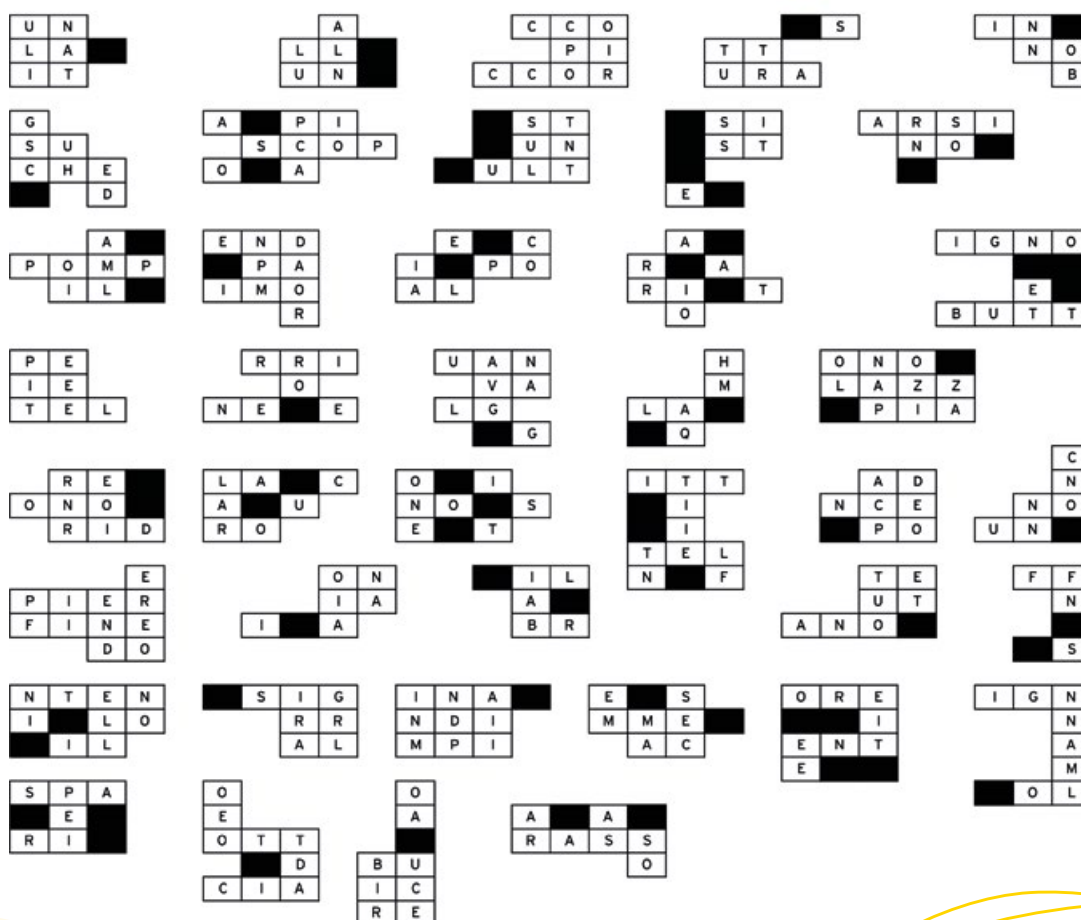 U N
L A
I T
A
L L
U N
C C O
P I
C C O R
S
T T
U R A
I N
N O
B
G
S U
C H E
D
A P I
S C O P
O A
S T
U N
U L T
S I
S T
E
A R S I
N O
A
P O M P
I L
E N D
P A
I M O
R
E C
I P O
A L
A
R A
R I T
O
I G N O
E
B U T T
P E
I E
T E L
R R I
O
N E E
U A N
V A
L G
G
H
M
L A
Q
O N O
L A Z Z
P I A
R E
O N O
R I D
L A C
A U
R O
O I
N O S
E T
I T T
I
I
T E L
N F
A D
N C E
P O
C
N
N O
U N
E
P I E R
F I N E
D O
O N
I A
I A
I L
A
B R
T E
U T
A N O
F F
N
S
N T E N
I L O
I L
S I G
R R
A L
I N A
N D I
M P I
E S
M M E
A C
O R E
I
E N T
E
I G N
N
A
M
O L
S P A
E
R I
O
E
O T T
D
C I A
O
A
B U
I C
R E
A A
R A S S
O